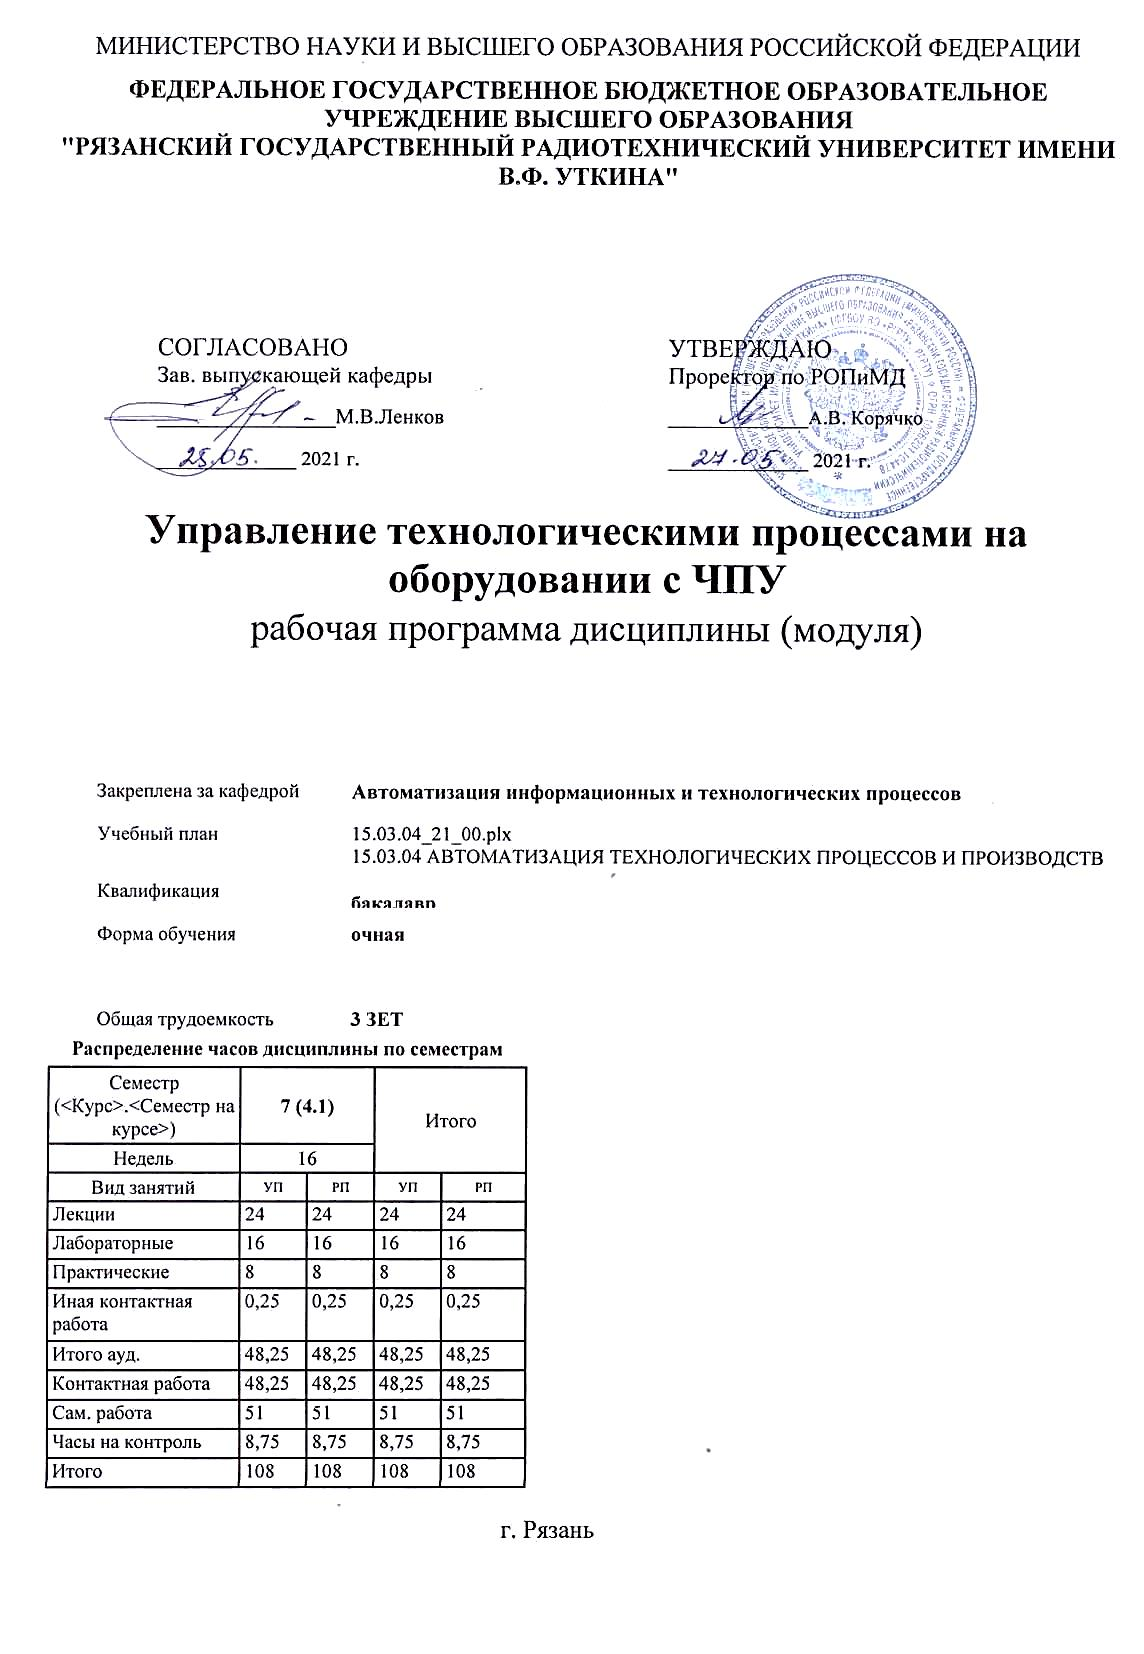 МИНИСТЕРСТВО НАУКИ И ВЫСШЕГО ОБРАЗОВАНИЯ РОССИЙСКОЙ ФЕДЕРАЦИИ
ФЕДЕРАЛЬНОЕ ГОСУДАРСТВЕННОЕ БЮДЖЕТНОЕ ОБРАЗОВАТЕЛЬНОЕ
УЧРЕЖДЕНИЕ ВЫСШЕГО ОБРАЗОВАНИЯ
"РЯЗАНСКИЙ ГОСУДАРСТВЕННЫЙ РАДИОТЕХНИЧЕСКИЙ УНИВЕРСИТЕТ ИМЕНИ
В.Ф. УТКИНА"
СОГЛАСОВАНО
Зав. выпускающей кафедры
М.В.Ленков
25.05. 2021 г.
УТВЕРЖДАЮ
Проректор по РОПиМД
А.В. Корячко
27.05. 2021 г.
Управление технологическими процессами на
оборудовании с ЧПУ
рабочая программа дисциплины (модуля)
Закреплена за кафедрой Автоматизация информационных и технологических процессов
Учебный план 15.03.04_21_00.plx
15.03.04 АВТОМАТИЗАЦИЯ ТЕХНОЛОГИЧЕСКИХ ПРОЦЕССОВ И ПРОИЗВОДСТВ
Квалификация бакалавр
Форма обучения очная
Общая трудоемкость 3 ЗЕТ
Распределение часов дисциплины по семестрам
Семестр
(<Курс>.<Семестр на
курсе>)
7 (4.1)
Итого
Недель 16
Вид занятий УП РП УП РП
Лекции 24 24 24 24
Лабораторные 16 16 16 16
Практические 8 8 8 8
Иная контактная
работа
0,25 0,25 0,25 0,25
Итого ауд. 48,25 48,25 48,25 48,25
Контактная работа 48,25 48,25 48,25 48,25
Сам. работа 51 51 51 51
Часы на контроль 8,75 8,75 8,75 8,75
Итого 108 108 108 108
г. Рязань